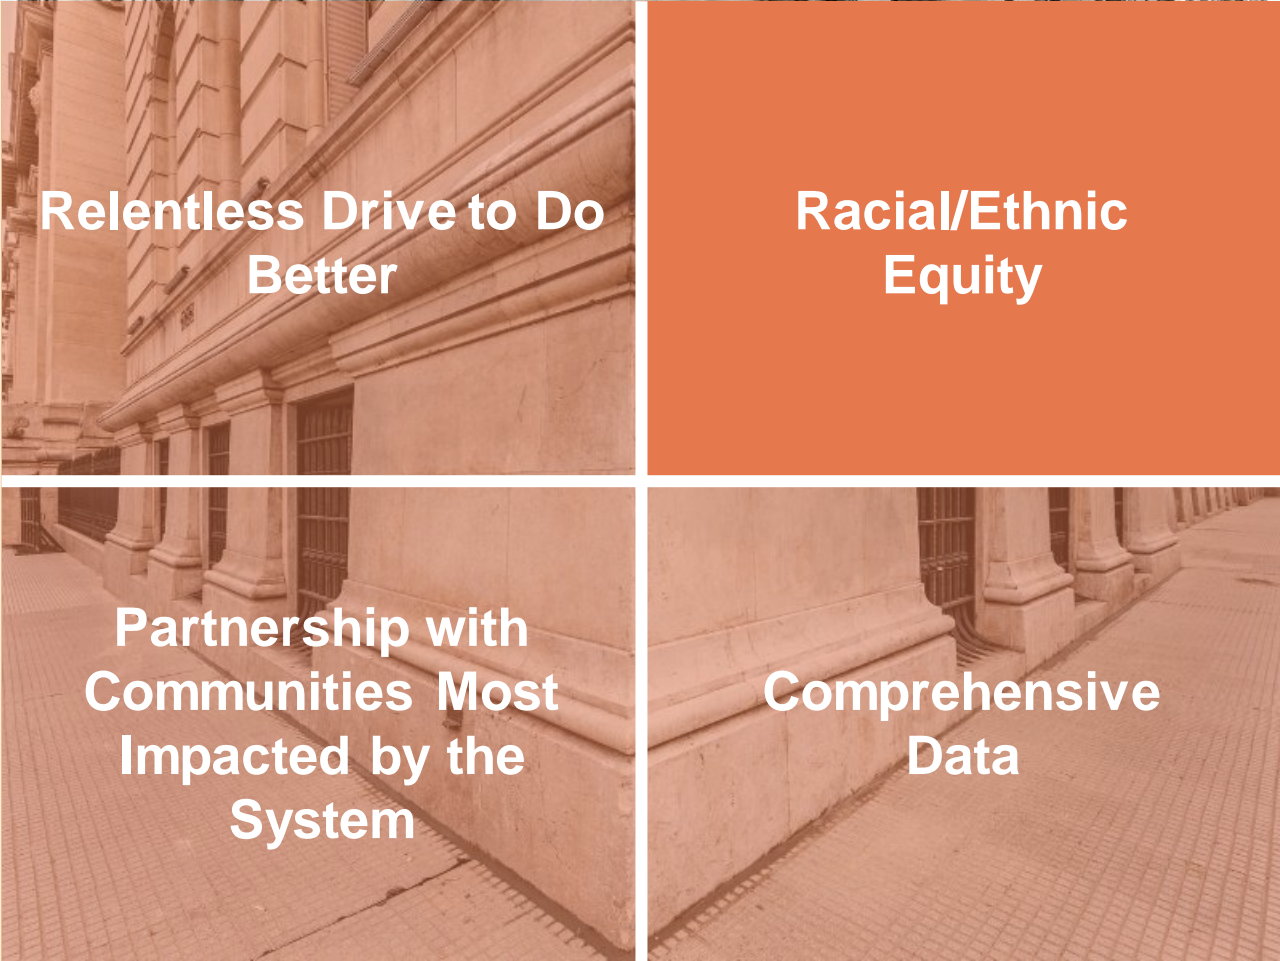 Relentless Drive to Do
Better
Racial/Ethnic
Equity
Partnership with
Communities Most
Impacted by the
System
Comprehensive
Data